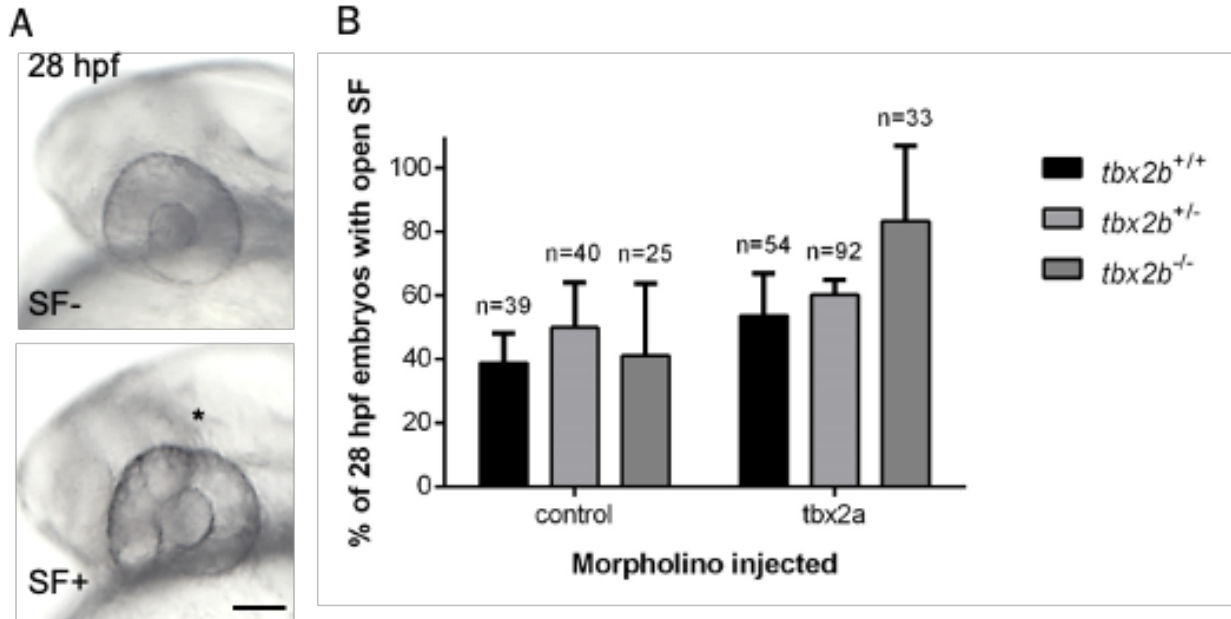 A
28 hpf
SF-
*
SF+
B
% of 28 hpf embryos with open SF
100
80
60
40
20
0
n=39
n=40
n=25
n=54
n=92
n=33
control
tbx2a
Morpholino injected
tbx2b+/+
tbx2b+/-
tbx2b-/-